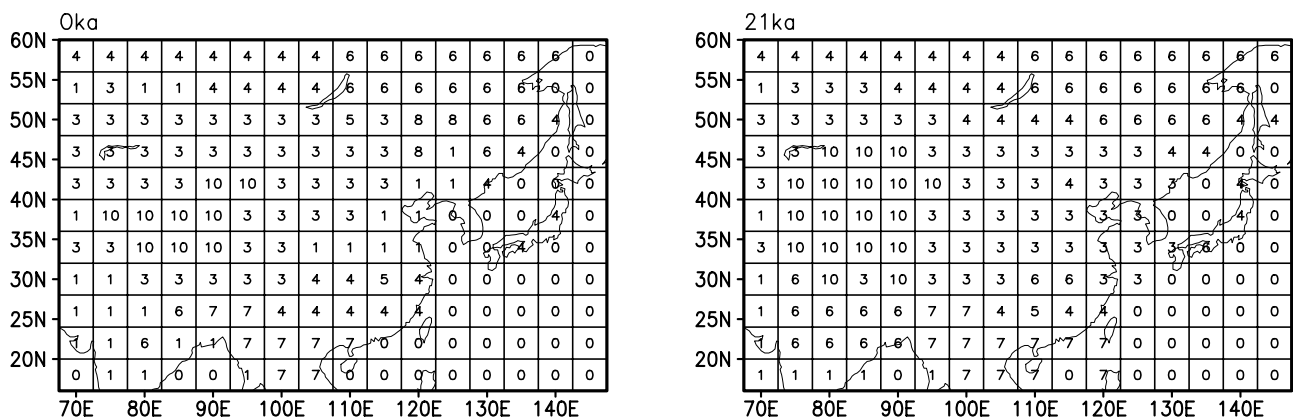 0ka
60N
4 4 4 4 4 4 4 4 6 6 6 6 6 6 6 0
55N
1 3 1 1 4 4 4 4 6 6 6 6 6 6 0 0
50N
3 3 3 3 3 3 3 3 5 3 8 8 6 6 4 0
45N
3 3 3 3 3 3 3 3 3 3 8 1 6 4 0 0
3 3 3 3 10 10 3 3 3 3 1 1 4 0 0 0
40N
1 10 10 10 10 3 3 3 3 1 1 0 0 0 4 0
35N
3 3 10 10 10 3 3 1 1 1 1 0 0 4 0 0
30N
1 1 3 3 3 3 3 4 4 5 4 0 0 0 0 0
1 1 1 6 7 7 4 4 4 4 4 0 0 0 0 0
25N
1 1 6 1 1 7 7 7 7 0 0 0 0 0 0 0
20N
0 1 1 0 0 1 7 7 0 0 0 0 0 0 0 0
70E 80E 90E 100E 110E 120E 130E 140E
21ka
60N
4 4 4 4 4 4 4 4 6 6 6 6 6 6 6 6
55N
1 3 3 3 4 4 4 4 6 6 6 6 6 6 6 0
50N
3 3 3 3 3 3 4 4 4 4 6 6 6 6 4 4
45N
3 3 10 10 10 3 3 3 3 3 3 3 4 4 0 0
3 10 10 10 10 10 3 3 3 4 3 3 3 0 4 0
40N
1 10 10 10 10 3 3 3 3 3 3 3 0 0 4 0
35N
3 10 10 10 10 3 3 3 3 3 3 3 3 6 0 0
30N
1 6 10 3 10 3 3 3 6 6 3 3 0 0 0 0
1 6 6 6 6 7 7 4 5 4 4 0 0 0 0 0
25N
1 6 6 6 6 7 7 7 7 7 7 0 0 0 0 0
20N
1 1 1 1 0 1 7 7 7 0 7 0 0 0 0 0
70E 80E 90E 100E 110E 120E 130E 140E